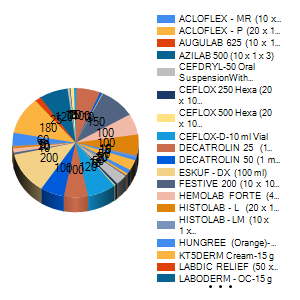 ACLOFLEX - MR (10 x...
ACLOFLEX - P (20 x 1...
AUGULAB 625 (10 x 1...
AZILAB 500 (10 x 1 x 3)
CEFDRYL-50 Oral
SuspensionWith...
CEFLOX 250 Hexa (20
x 10...
CEFLOX 500 Hexa (20
x 10...
CEFLOX-D-10 ml Vial
DECATROLIN 25 (1...
DECATROLIN 50 (1 m...
ESKUF - DX (100 ml)
FESTIVE 200 (10 x 10...
HEMOLAB FORTE (4...
HISTOLAB - L (20 x 1...
HISTOLAB - LM (10 x
1 x...
HUNGREE (Orange)-...
KT5DERM Cream-15 g
LABDIC RELIEF (50 x...
LABODERM - OC-15 g
180
100
100
120
100